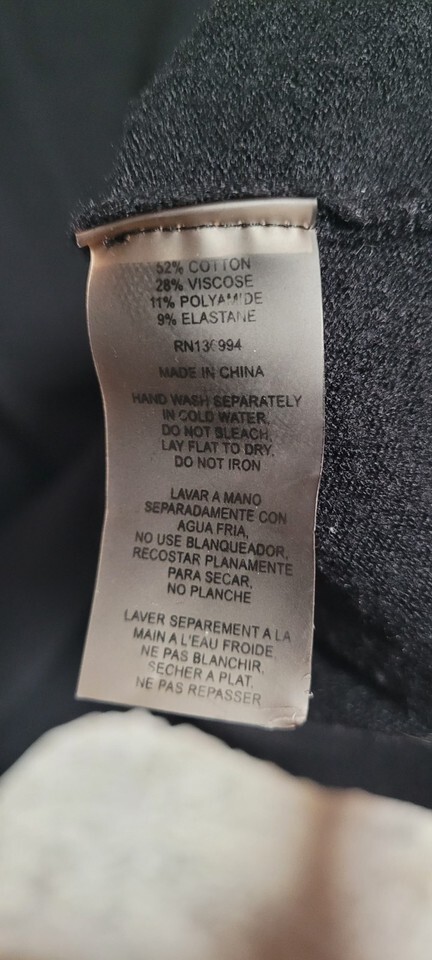 52% COTTON
28% VISCOSE
11% POLYAMIDE
9% ELASTANE
RN136994
MADE IN CHINA
HAND WASH SEPARATELY
IN COLD WATER,
DO NOT BLEACH,
LAY FLAT TO DRY,
DO NOT IRON
LAVAR A MANO
SEPARADAMENTE CON
AGUA FRIA,
NO USE BLANQUEADOR,
RECOSTAR PLANAMENTE
PARA SECAR,
NO PLANCHE
LAVER SEPAREMENT A LA
MAIN A L'EAU FROIDE,
NE PAS BLANCHIR,
SECHER A PLAT,
NE PAS REPASSER